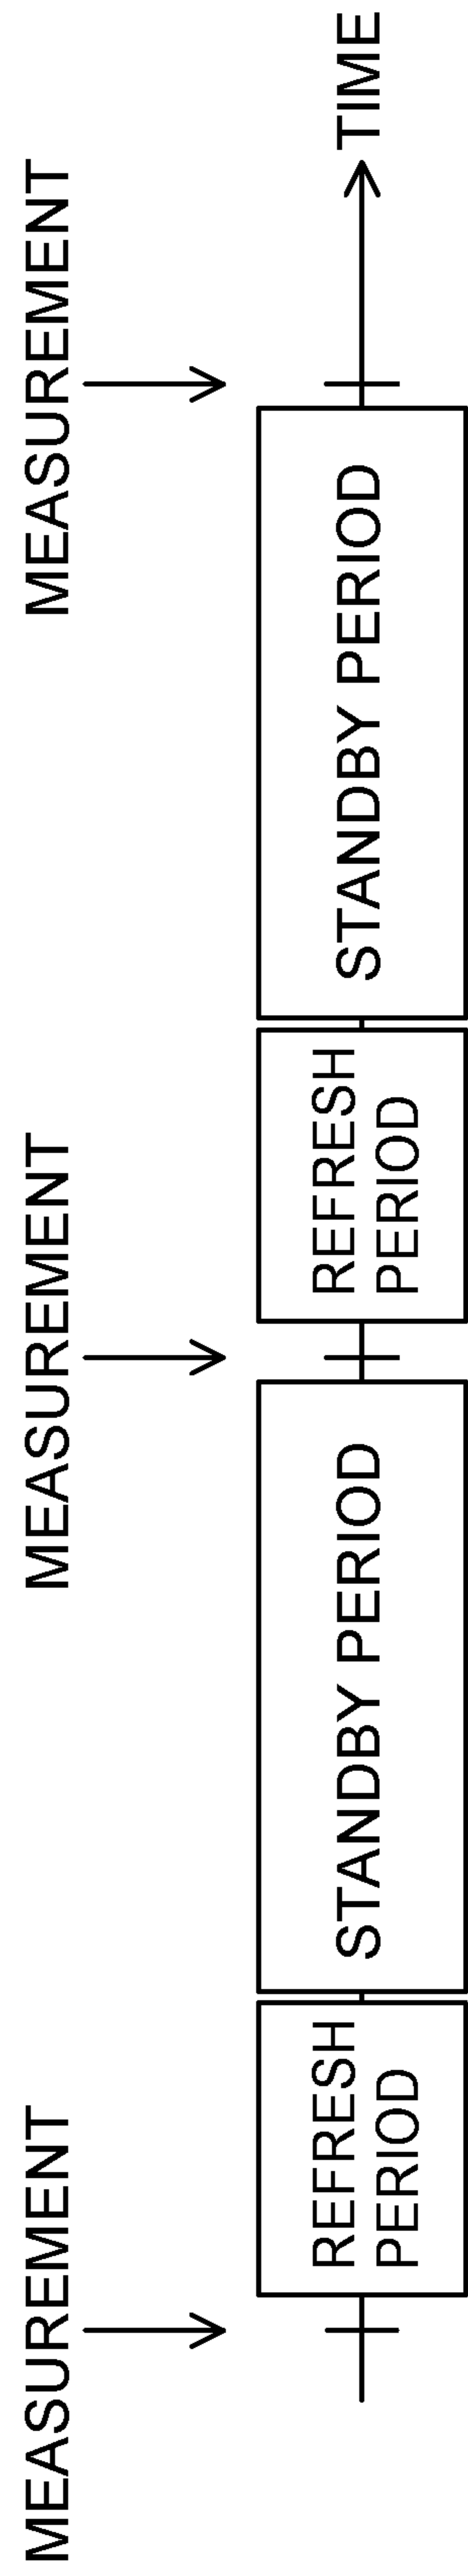 MEASUREMENT
MEASUREMENT
MEASUREMENT
REFRESH
PERIOD
STANDBY PERIOD
REFRESH
PERIOD
STANDBY PERIOD
TIME